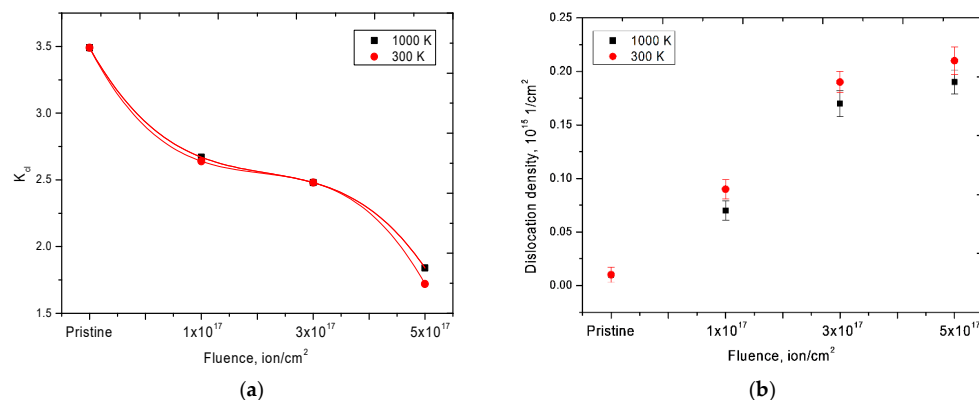 1000 K
300 K
3.5
3.0
2.5
2.0
1.5
K_cl
Pristine 1x10^17 3x10^17 5x10^17
Fluence, ion/cm^2
(a)
1000 K
300 K
0.25
0.20
0.15
0.10
0.05
0.00
Dislocation density, 10^15 1/cm^2
Pristine 1x10^17 3x10^17 5x10^17
Fluence, ion/cm^2
(b)